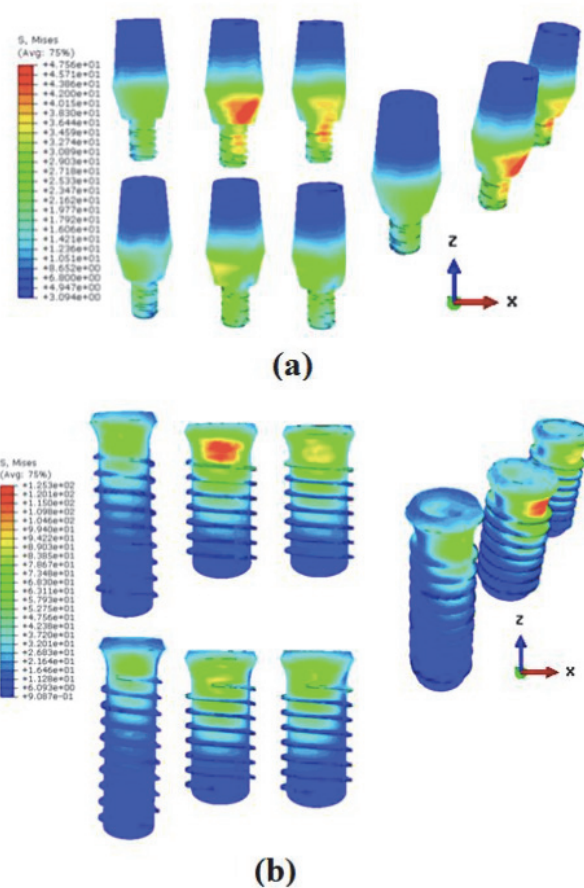 S, Mises
(Avg: 75%)
+4.756e+01
+4.571e+01
+4.386e+01
+4.200e+01
+4.015e+01
+3.830e+01
+3.644e+01
+3.459e+01
+3.274e+01
+3.089e+01
+2.903e+01
+2.718e+01
+2.533e+01
+2.347e+01
+2.162e+01
+1.977e+01
+1.792e+01
+1.606e+01
+1.421e+01
+1.236e+01
+1.051e+01
+8.652e+00
+6.800e+00
+4.947e+00
+3.094e+00
Z
X
(a)
S, Mises
(Avg: 75%)
+1.253e+02
+1.201e+02
+1.150e+02
+1.098e+02
+1.046e+02
+9.940e+01
+9.422e+01
+8.903e+01
+8.385e+01
+7.867e+01
+7.348e+01
+6.830e+01
+6.311e+01
+5.793e+01
+5.275e+01
+4.756e+01
+4.238e+01
+3.720e+01
+3.201e+01
+2.683e+01
+2.164e+01
+1.646e+01
+1.128e+01
+6.093e+00
+9.087e-01
Z
X
(b)